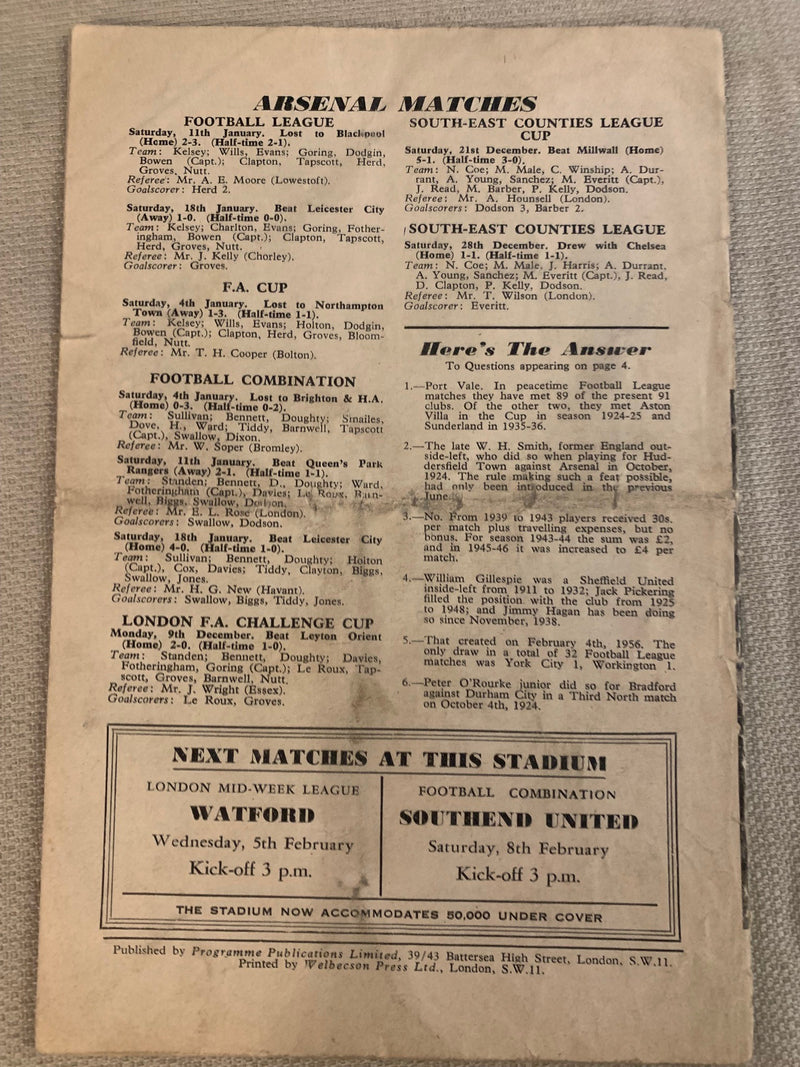 ARSENAL MATCHES
FOOTBALL LEAGUE
Saturday, 11th January. Lost to Blackpool
(Home) 2-3. (Half-time 2-1).
Team: Kelsey; Wills, Evans; Goring, Dodgin,
Bowen (Capt.); Clapton, Tapscott, Herd,
Groves, Nutt.
Referee: Mr. A. E. Moore (Lowestoft).
Goalscorer: Herd 2.
Saturday, 18th January. Beat Leicester City
(Away) 1-0. (Half-time 0-0).
Team: Kelsey; Charlton, Evans; Goring, Fother-
ingham, Bowen (Capt.); Clapton, Tapscott,
Herd, Groves, Nutt.
Referee: Mr. J. Kelly (Chorley).
Goalscorer: Groves.
F.A. CUP
Saturday, 4th January. Lost to Northampton
Town (Away) 1-3. (Half-time 1-1).
Team: Kelsey; Wills, Evans; Holton, Dodgin,
Bowen (Capt.); Clapton, Herd, Groves, Bloom-
field, Nutt.
Referee: Mr. T. H. Cooper (Bolton).
FOOTBALL COMBINATION
Saturday, 4th January. Lost to Brighton & H.A.
(Home) 0-3. (Half-time 0-2).
Team: Sullivan; Bennett, Doughty; Smailes,
Dove, H., Ward; Tiddy, Barnwell, Tapscott
(Capt.), Swallow, Dixon.
Referee: Mr. W. Soper (Bromley).
Saturday, 11th January. Beat Queen's Park
Rangers (Away) 2-1. (Half-time 1-1).
Team: Standen; Bennett, D., Doughty; Ward,
Fotheringham (Capt.), Davies; Le Roux,
well, Biggs, Swallow, Dodson.
Referee: Mr. E. L. Rose (London).
Goalscorers: Swallow, Dodson.
Saturday, 18th January. Beat Leicester City
(Home) 4-0. (Half-time 1-0).
Team: Sullivan; Bennett, Doughty; Holton
(Capt.), Cox, Davies; Tiddy, Clayton, Biggs,
Swallow, Jones.
Referee: Mr. H. G. New (Havant).
Goalscorers: Swallow, Biggs, Tiddy, Jones.
LONDON F.A. CHALLENGE CUP
Monday, 9th December. Beat Leyton Orient
(Home) 2-0. (Half-time 1-0).
Team: Standen; Bennett, Doughty; Davies,
Fotheringham, Goring (Capt.); Le Roux, Tap-
scott, Groves, Barnwell, Nutt.
Referee: Mr. J. Wright (Essex).
Goalscorers: Le Roux, Groves.
SOUTH-EAST COUNTIES LEAGUE
CUP
Saturday, 21st December. Beat Millwall (Home)
5-1. (Half-time 3-0).
Team: N. Coe; M. Male, C. Winship; A. Dur-
rant, A. Young, Sanchez; M. Everitt (Capt.),
J. Read, M. Barber, P. Kelly, Dodson.
Referee: Mr. A. Hounsell (London).
Goalscorers: Dodson 3, Barber 2.
SOUTH-EAST COUNTIES LEAGUE
Saturday, 28th December. Drew with Chelsea
(Home) 1-1. (Half-time 1-1).
Team: N. Coe; M. Male, J. Harris; A. Durrant,
A. Young, Sanchez; M. Everitt (Capt.), J. Read,
D. Clapton, P. Kelly, Dodson.
Referee: Mr. T. Wilson (London).
Goalscorer: Everitt.
Here's The Answer
To Questions appearing on page 4.
1.—Port Vale. In peacetime Football League
matches they have met 89 of the present 91
clubs. Of the other two, they met Aston
Villa in the Cup in season 1924-25 and
Sunderland in 1935-36.
2.—The late W. H. Smith, former England out-
side-left, who did so when playing for Hud-
dersfield Town against Arsenal in October,
1924. The rule making such a feat possible,
had only been introduced in the previous
June.
3.—No. From 1939 to 1943 players received 30s.
per match plus travelling expenses, but no
bonus. For season 1943-44 the sum was £2,
and in 1945-46 it was increased to £4 per
match.
4.—William Gillespie was a Sheffield United
inside-left from 1911 to 1932; Jack Pickering
filled the position with the club from 1925
to 1948; and Jimmy Hagan has been doing
so since November, 1938.
5.—That created on February 4th, 1956. The
only draw in a total of 32 Football League
matches was York City 1, Workington 1.
6.—Peter O'Rourke junior did so for Bradford
against Durham City in a Third North match
on October 4th, 1924.
NEXT MATCHES AT THIS STADIUM
LONDON MID-WEEK LEAGUE
WATFORD
Wednesday, 5th February
Kick-off 3 p.m.
FOOTBALL COMBINATION
SOUTHEND UNITED
Saturday, 8th February
Kick-off 3 p.m.
THE STADIUM NOW ACCOMMODATES 50,000 UNDER COVER
Published by Programme Publications Limited, 39/43 Battersea High Street, London, S.W.11.
Printed by Welbecson Press Ltd., London, S.W.11.